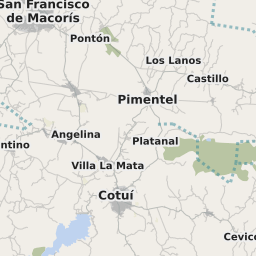 San Francisco
de Macorís
Pontón
Los Lanos
Castillo
Pimentel
Angelina
Platanal
ntino
Villa La Mata
Cotuí
Cevico